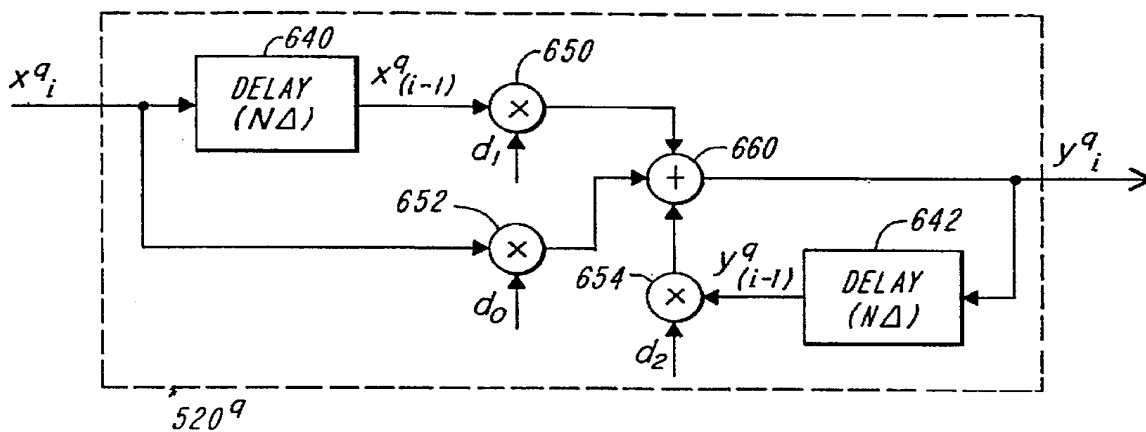 640
650
x^q_i
DELAY
(NΔ)
x^q_(i-1)
×
d_1
660
+
y^q_i
652
×
d_0
654
×
d_2
y^q_(i-1)
642
DELAY
(NΔ)
520^q